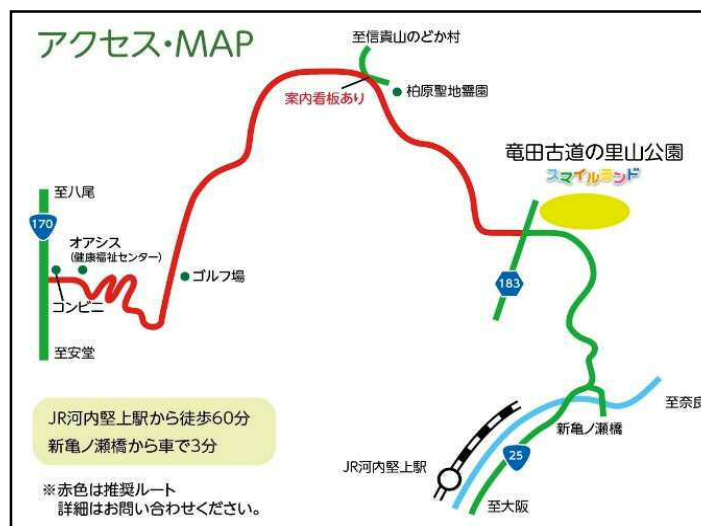 アクセス・MAP
至信貴山のどか村
案内看板あり
柏原聖地霊園
竜田古道の里山公園
スマイルランド
至八尾
170
オアシス
(健康福祉センター)
コンビニ
ゴルフ場
183
至安堂
至奈良
新亀ノ瀬橋
JR河内堅上駅から徒歩60分
新亀ノ瀬橋から車で3分
JR河内堅上駅
25
至大阪
※赤色は推奨ルート
詳細はお問い合わせください。